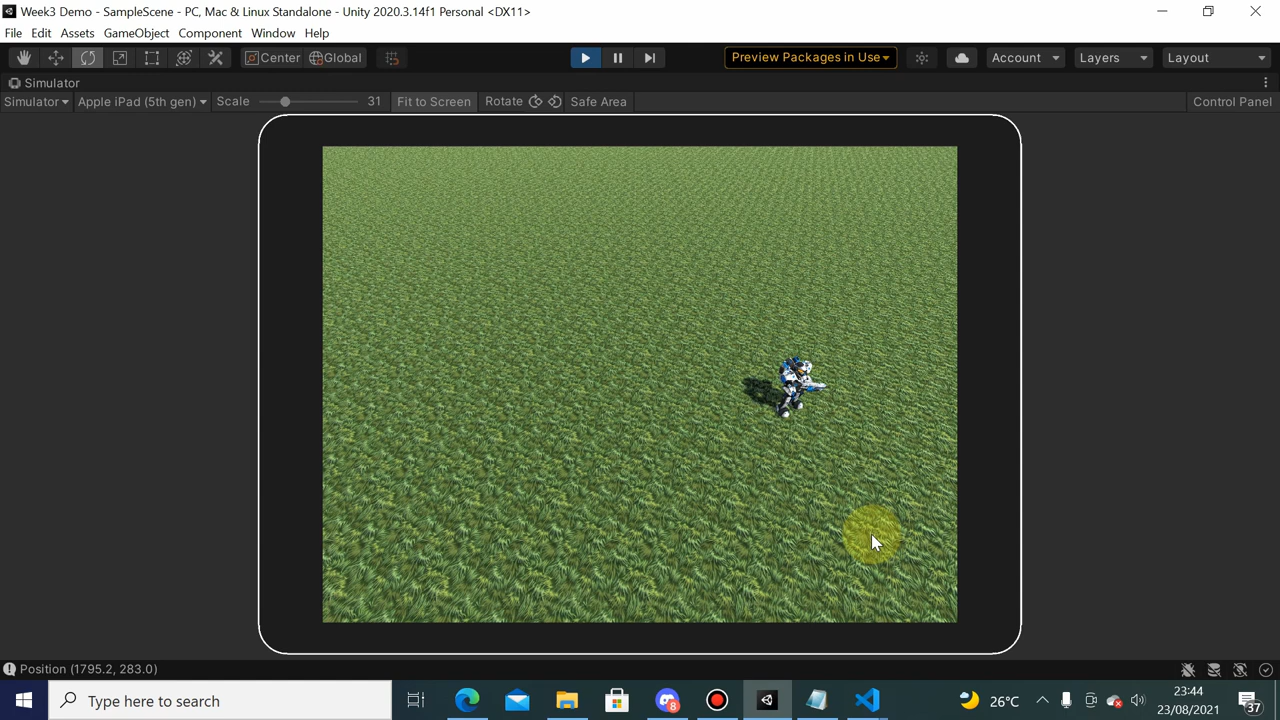 Week3 Demo - SampleScene - PC, Mac & Linux Standalone - Unity 2020.3.14f1 Personal <DX11>
File Edit Assets GameObject Component Window Help
Center Global Preview Packages in Use Account Layers Layout
Simulator
Simulator Apple iPad (5th gen) Scale 31 Fit to Screen Rotate Safe Area Control Panel
Position (1795.2, 283.0)
Type here to search
8
26°C
23:44
23/08/2021
37